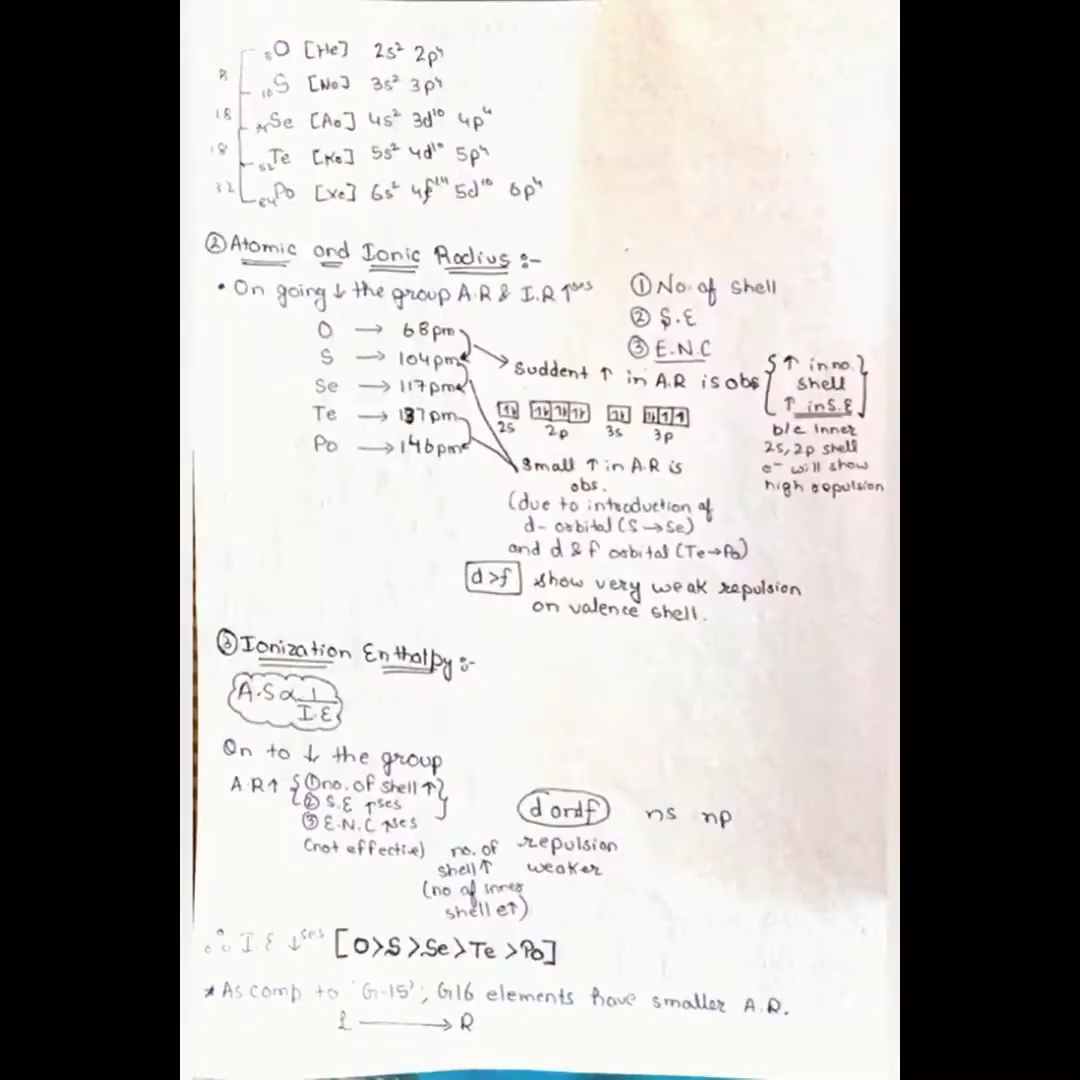 8O [He] 2s² 2p⁴
8
16S [Ne] 3s² 3p⁴
18
34Se [Ar] 4s² 3d¹⁰ 4p⁴
18
52Te [Kr] 5s² 4d¹⁰ 5p⁴
32
84Po [Xe] 6s² 4f¹⁴ 5d¹⁰ 6p⁴
② Atomic and Ionic Radius :-
• On going ↓ the group A.R & I.R ↑ses
① No. of shell
② S.E
③ E.N.C
O → 68pm
S → 104pm
Se → 117pm
Te → 137pm
Po → 146pm
Suddent ↑ in A.R is obs
{↑ in no.
shell
↑ in S.E}
b/c inner
2s, 2p shell
e⁻ will show
high repulsion
2s 2p 3s 3p
Small ↑ in A.R is
obs.
(due to introduction of
d- orbital (S → Se)
and d & f orbital (Te → Po)
d>f show very weak repulsion
on valence shell.
③ Ionization Enthalpy :-
A.S ∝ 1/I.E
On to ↓ the group
A.R↑ {① no. of shell ↑}
② S.E ↑ses
③ E.N.C ↑ses
(not effective)
d or df ns np
repulsion
weaker
no. of
shell ↑
(no of inner
shell e↑)
∴ I.E ↓ses [O>S>Se>Te>Po]
* As comp to 'G-15', G16 elements have smaller A.R.
L → R